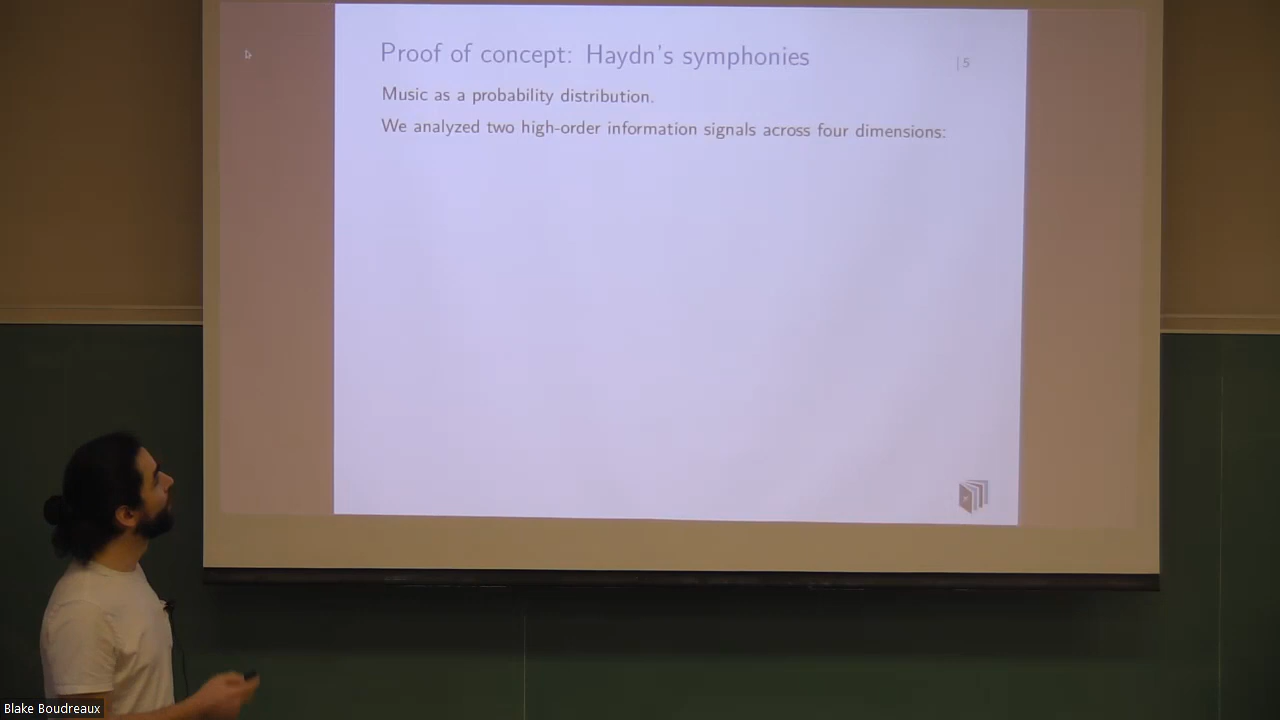 Proof of concept: Haydn's symphonies
| 5
Music as a probability distribution.
We analyzed two high-order information signals across four dimensions:
Blake Boudreaux